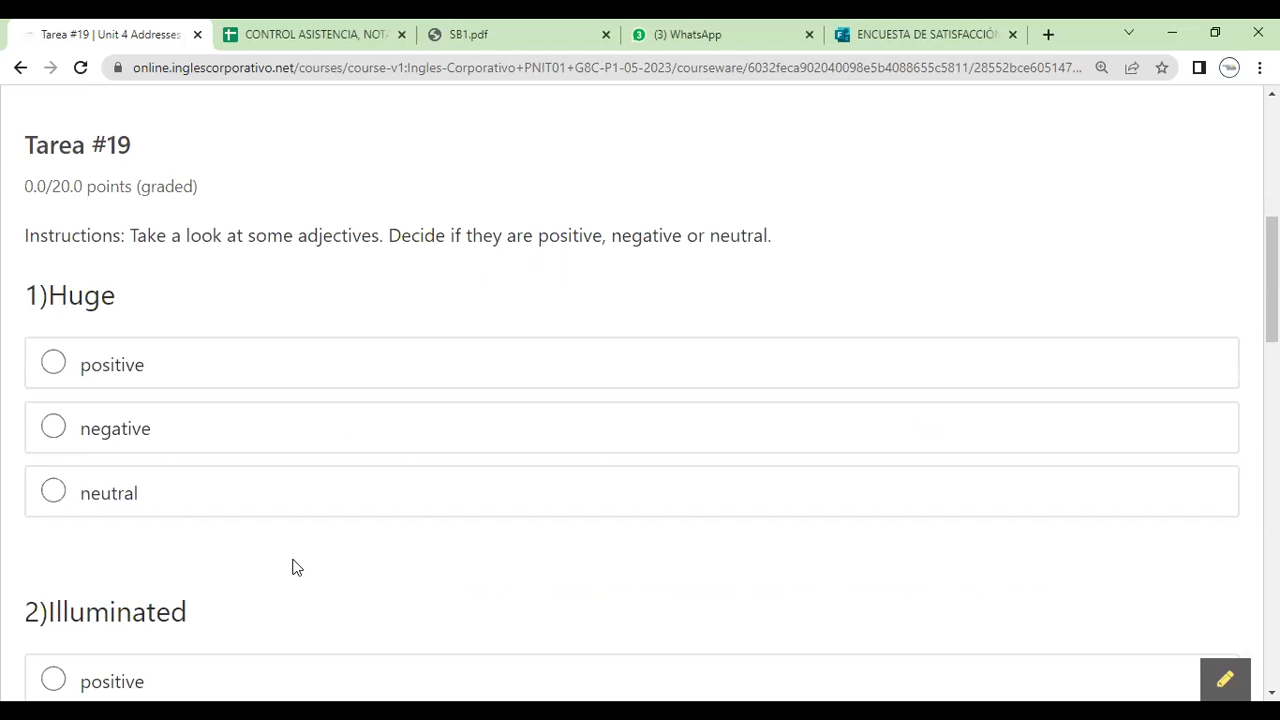 Tarea #19 | Unit 4 Addresses
CONTROL ASISTENCIA, NOTA
SB1.pdf
3
(3) WhatsApp
ENCUESTA DE SATISFACCIÓN
online.inglescorporativo.net/courses/course-v1:Ingles-Corporativo+PNIT01+G8C-P1-05-2023/courseware/6032feca902040098e5b4088655c5811/28552bce605147...
Tarea #19
0.0/20.0 points (graded)
Instructions: Take a look at some adjectives. Decide if they are positive, negative or neutral.
1)Huge
positive
negative
neutral
2)Illuminated
positive